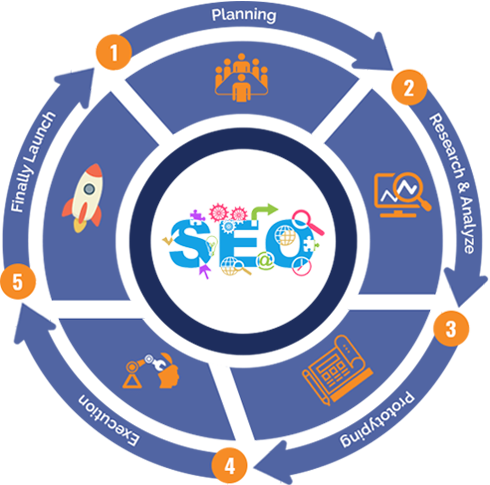 1
Planning
2
Research & Analyze
3
Prototyping
4
Execution
5
Finally Launch
SEO
@